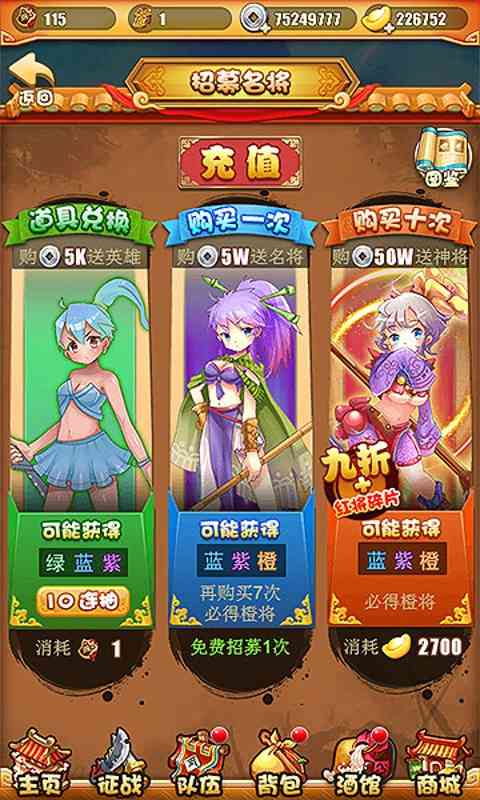 115
1
75249777
226752
返回
招募名将
充值
图鉴
道具兑换
购买一次
购买十次
购5K送英雄
购5W送名将
购50W送神将
九折
+
红将碎片
可能获得
可能获得
可能获得
绿 蓝 紫
蓝 紫 橙
蓝 紫 橙
10连抽
再购买7次
必得橙将
必得橙将
消耗 1
免费招募1次
消耗 2700
主页
征战
队伍
背包
酒馆
商城